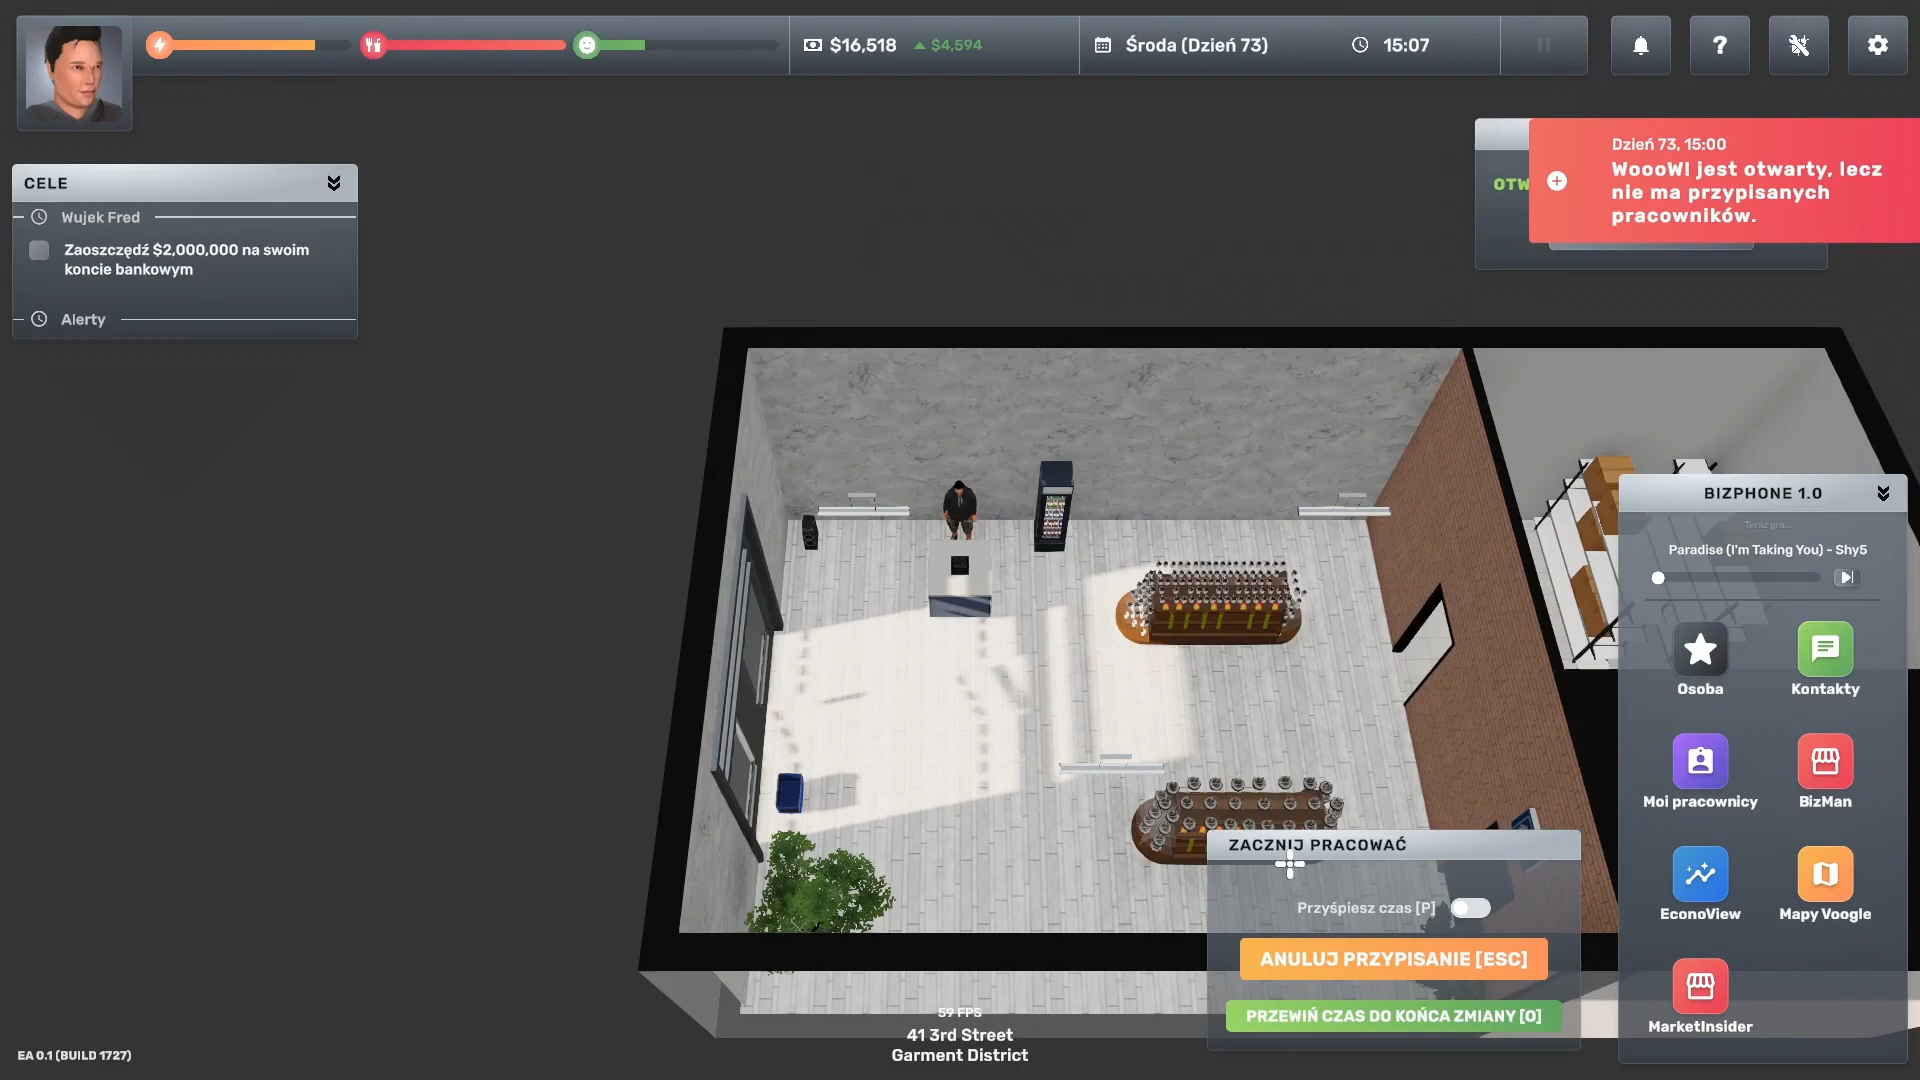 $16,518
$4,594
Środa (Dzień 73)
15:07
?
CELE
Wujek Fred
Zaoszczędź $2,000,000 na swoim
koncie bankowym
Alerty
OTW
Dzień 73, 15:00
WoooW! jest otwarty, lecz
nie ma przypisanych
pracowników.
BIZPHONE 1.0
Teraz gra...
Paradise (I'm Taking You) - Shy5
Osoba
Kontakty
Moi pracownicy
BizMan
EconoView
Mapy Voogle
MarketInsider
ZACZNIJ PRACOWAĆ
Przyśpiesz czas [P]
ANULUJ PRZYPISANIE [ESC]
PRZEWIŃ CZAS DO KOŃCA ZMIANY [O]
59 FPS
41 3rd Street
Garment District
EA 0.1 (BUILD 1727)